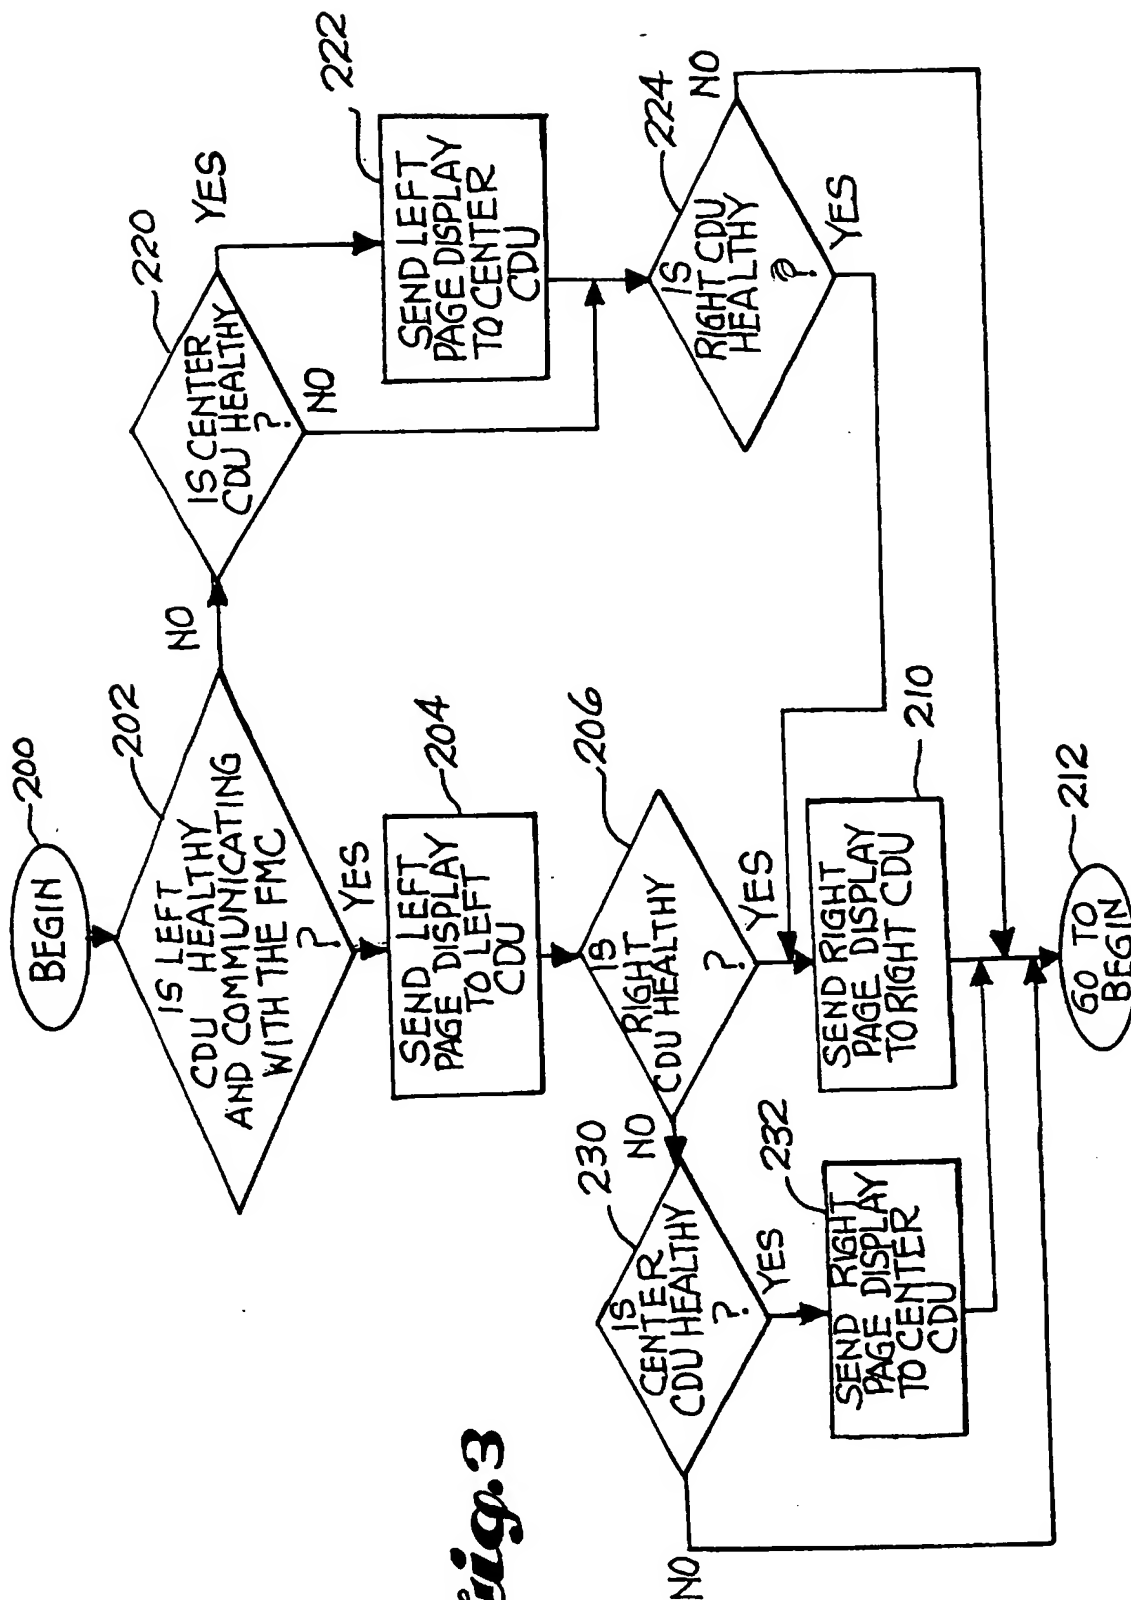 BEGIN
200
IS LEFT
CDU HEALTHY
AND COMMUNICATING
WITH THE FMC
?
202
NO
YES
IS CENTER
CDU HEALTHY
?
220
YES
NO
SEND LEFT
PAGE DISPLAY
TO CENTER
CDU
222
IS
RIGHT CDU
HEALTHY
?
224
NO
YES
SEND LEFT
PAGE DISPLAY
TO LEFT
CDU
204
IS
RIGHT
CDU HEALTHY
?
206
YES
NO
IS
CENTER
CDU HEALTHY
?
230
YES
NO
SEND RIGHT
PAGE DISPLAY
TO CENTER
CDU
232
SEND RIGHT
PAGE DISPLAY
TO RIGHT CDU
210
GO TO
BEGIN
212
Fig. 3